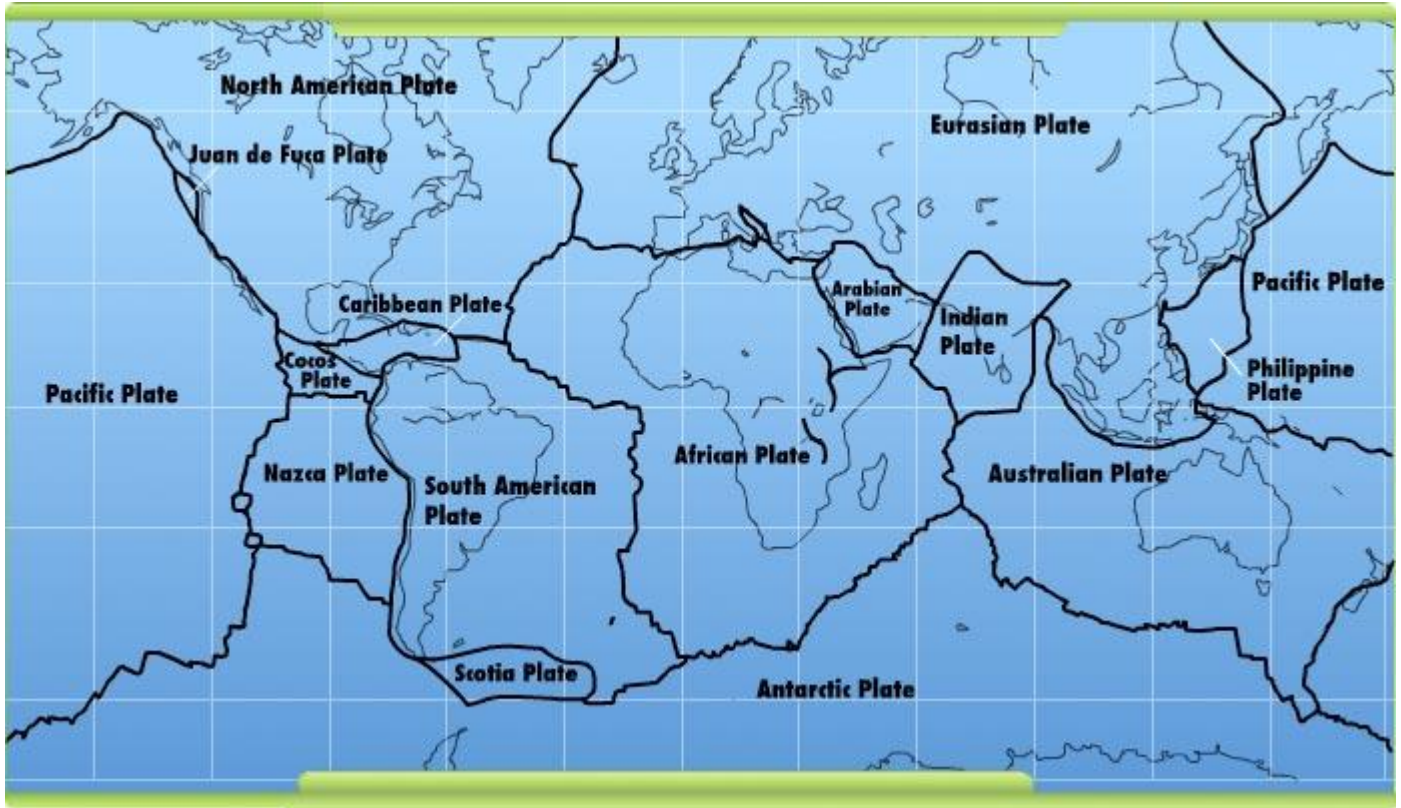 North American Plate
Eurasian Plate
Juan de Fuca Plate
Caribbean Plate
Arabian
Plate
Indian
Plate
Pacific Plate
Cocos
Plate
Philippine
Plate
Pacific Plate
African Plate
Nazca Plate
South American
Plate
Australian Plate
Scotia Plate
Antarctic Plate